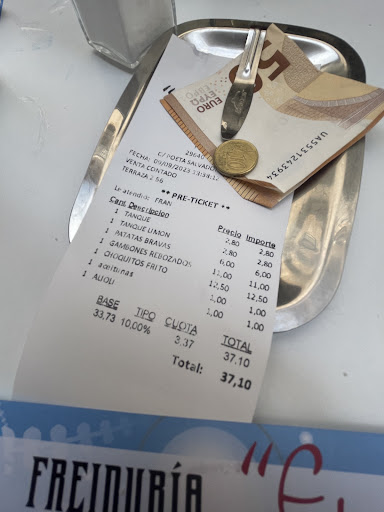 50
EURO
EYPΩ
UA5531243934
C/ POETA SALVADOR
FECHA: 09/09/2023
VENTA CONTADO
TERRAZA 2 66
** PRE-TICKET **
Le atendio: FRAN
Cant Descripcion Precio Importe
1 TANQUE 2,80 2,80
1 TANQUE LIMON 2,80 2,80
1 PATATAS BRAVAS 6,00 6,00
1 GAMBONES REBOZADOS 11,00 11,00
1 CHOQUITOS FRITO 12,50 12,50
1 aceitunas 1,00 1,00
1 ALIOLI 1,00 1,00
BASE TIPO CUOTA TOTAL
33,73 10,00% 3,37 37,10
Total: 37,10
FREIDURÍA